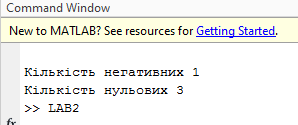 Command Window
New to MATLAB? See resources for Getting Started.
Кількість негативних 1
Кількість нульових 3
>> LAB2
fx